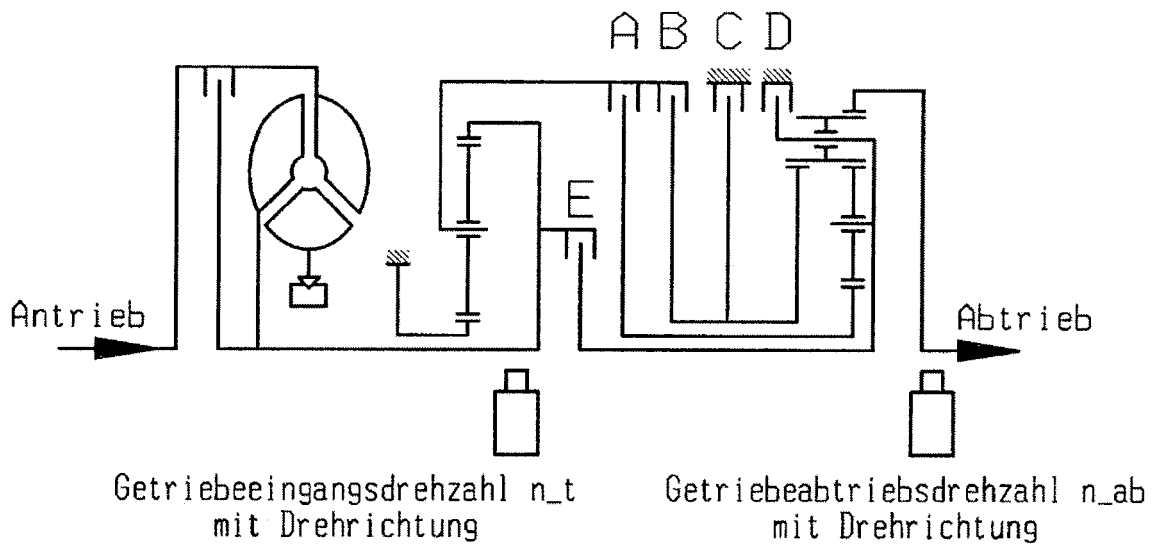 A B C D
E
Antrieb
Abtrieb
Getriebeeingangsdrehzahl n_t
mit Drehrichtung
Getriebeabtriebsdrehzahl n_ab
mit Drehrichtung